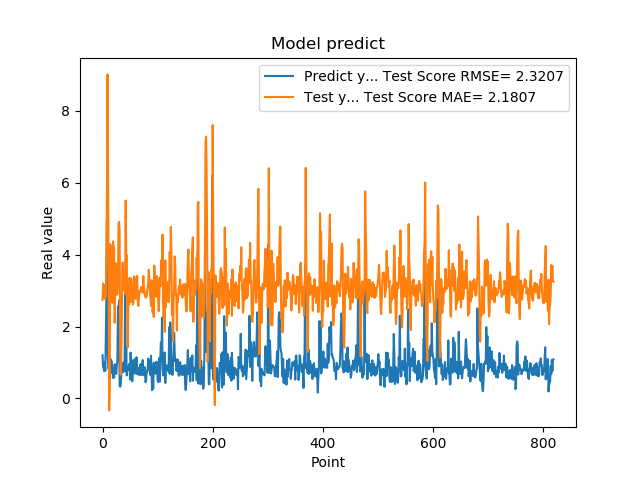 Model predict
Predict y... Test Score RMSE= 2.3207
Test y... Test Score MAE= 2.1807
Real value
8
6
4
2
0
0 200 400 600 800
Point